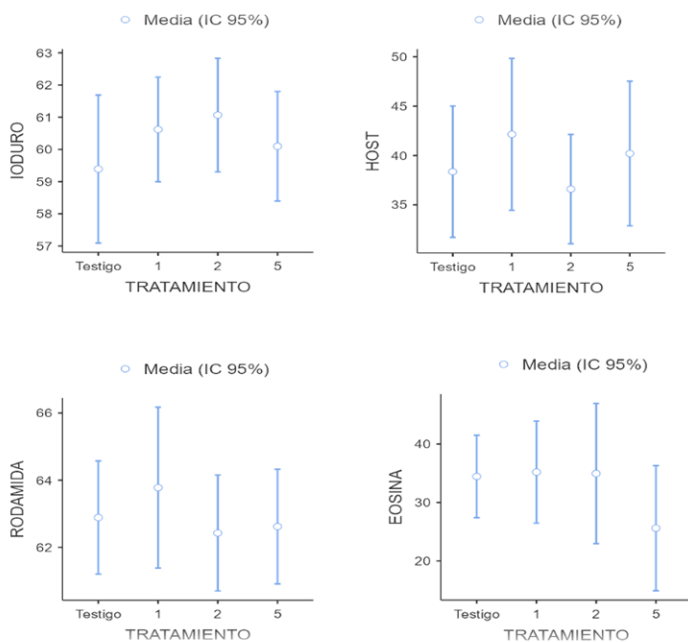 Media (IC 95%)
63
62
61
60
59
58
57
IODURO
Testigo 1 2 5
TRATAMIENTO
Media (IC 95%)
50
45
40
35
HOST
Testigo 1 2 5
TRATAMIENTO
Media (IC 95%)
66
64
62
RODAMIDA
Testigo 1 2 5
TRATAMIENTO
Media (IC 95%)
40
30
20
EOSINA
Testigo 1 2 5
TRATAMIENTO